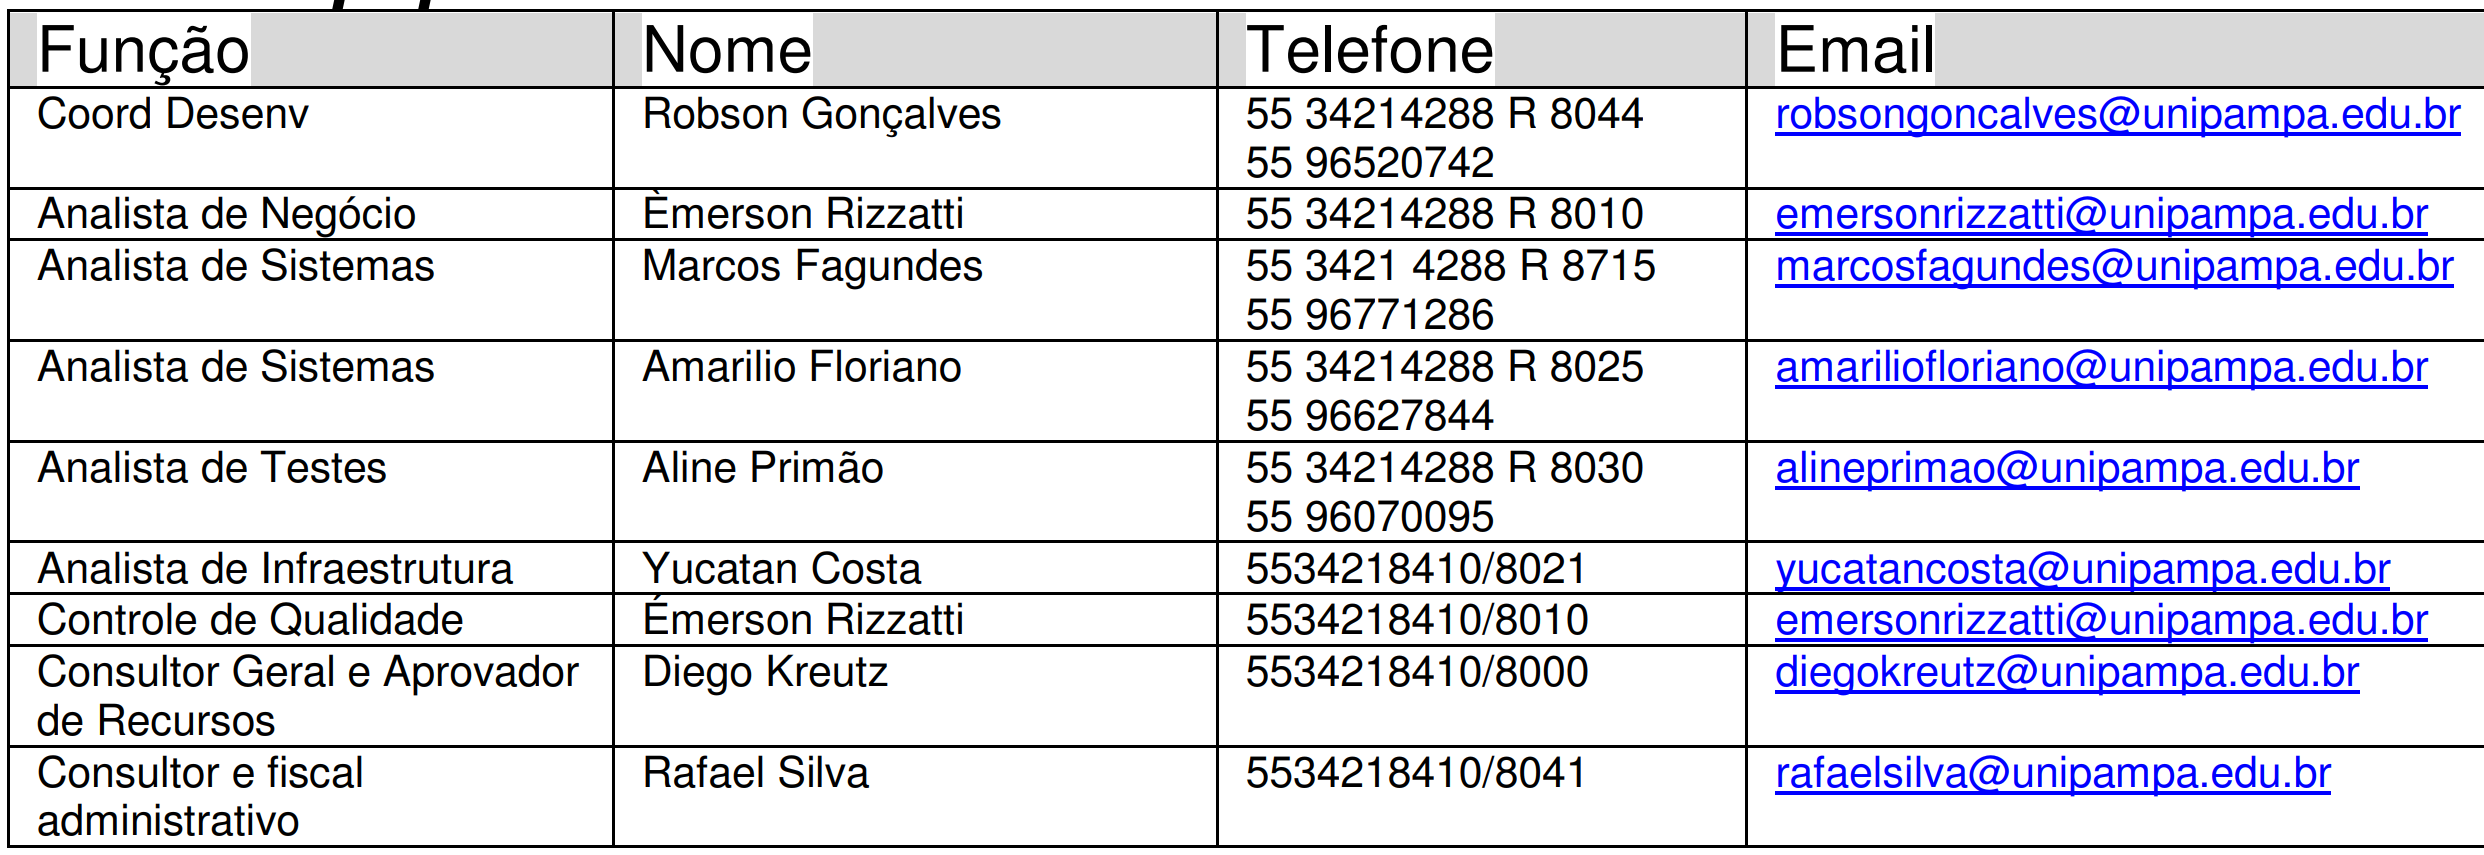 Função Nome Telefone Email
Coord Desenv Robson Gonçalves 55 34214288 R 8044 robsongoncalves@unipampa.edu.br
55 96520742
Analista de Negócio Èmerson Rizzatti 55 34214288 R 8010 emersonrizzatti@unipampa.edu.br
Analista de Sistemas Marcos Fagundes 55 3421 4288 R 8715 marcosfagundes@unipampa.edu.br
55 96771286
Analista de Sistemas Amarilio Floriano 55 34214288 R 8025 amariliofloriano@unipampa.edu.br
55 96627844
Analista de Testes Aline Primão 55 34214288 R 8030 alineprimao@unipampa.edu.br
55 96070095
Analista de Infraestrutura Yucatan Costa 5534218410/8021 yucatancosta@unipampa.edu.br
Controle de Qualidade Émerson Rizzatti 5534218410/8010 emersonrizzatti@unipampa.edu.br
Consultor Geral e Aprovador Diego Kreutz 5534218410/8000 diegokreutz@unipampa.edu.br
de Recursos
Consultor e fiscal Rafael Silva 5534218410/8041 rafaelsilva@unipampa.edu.br
administrativo